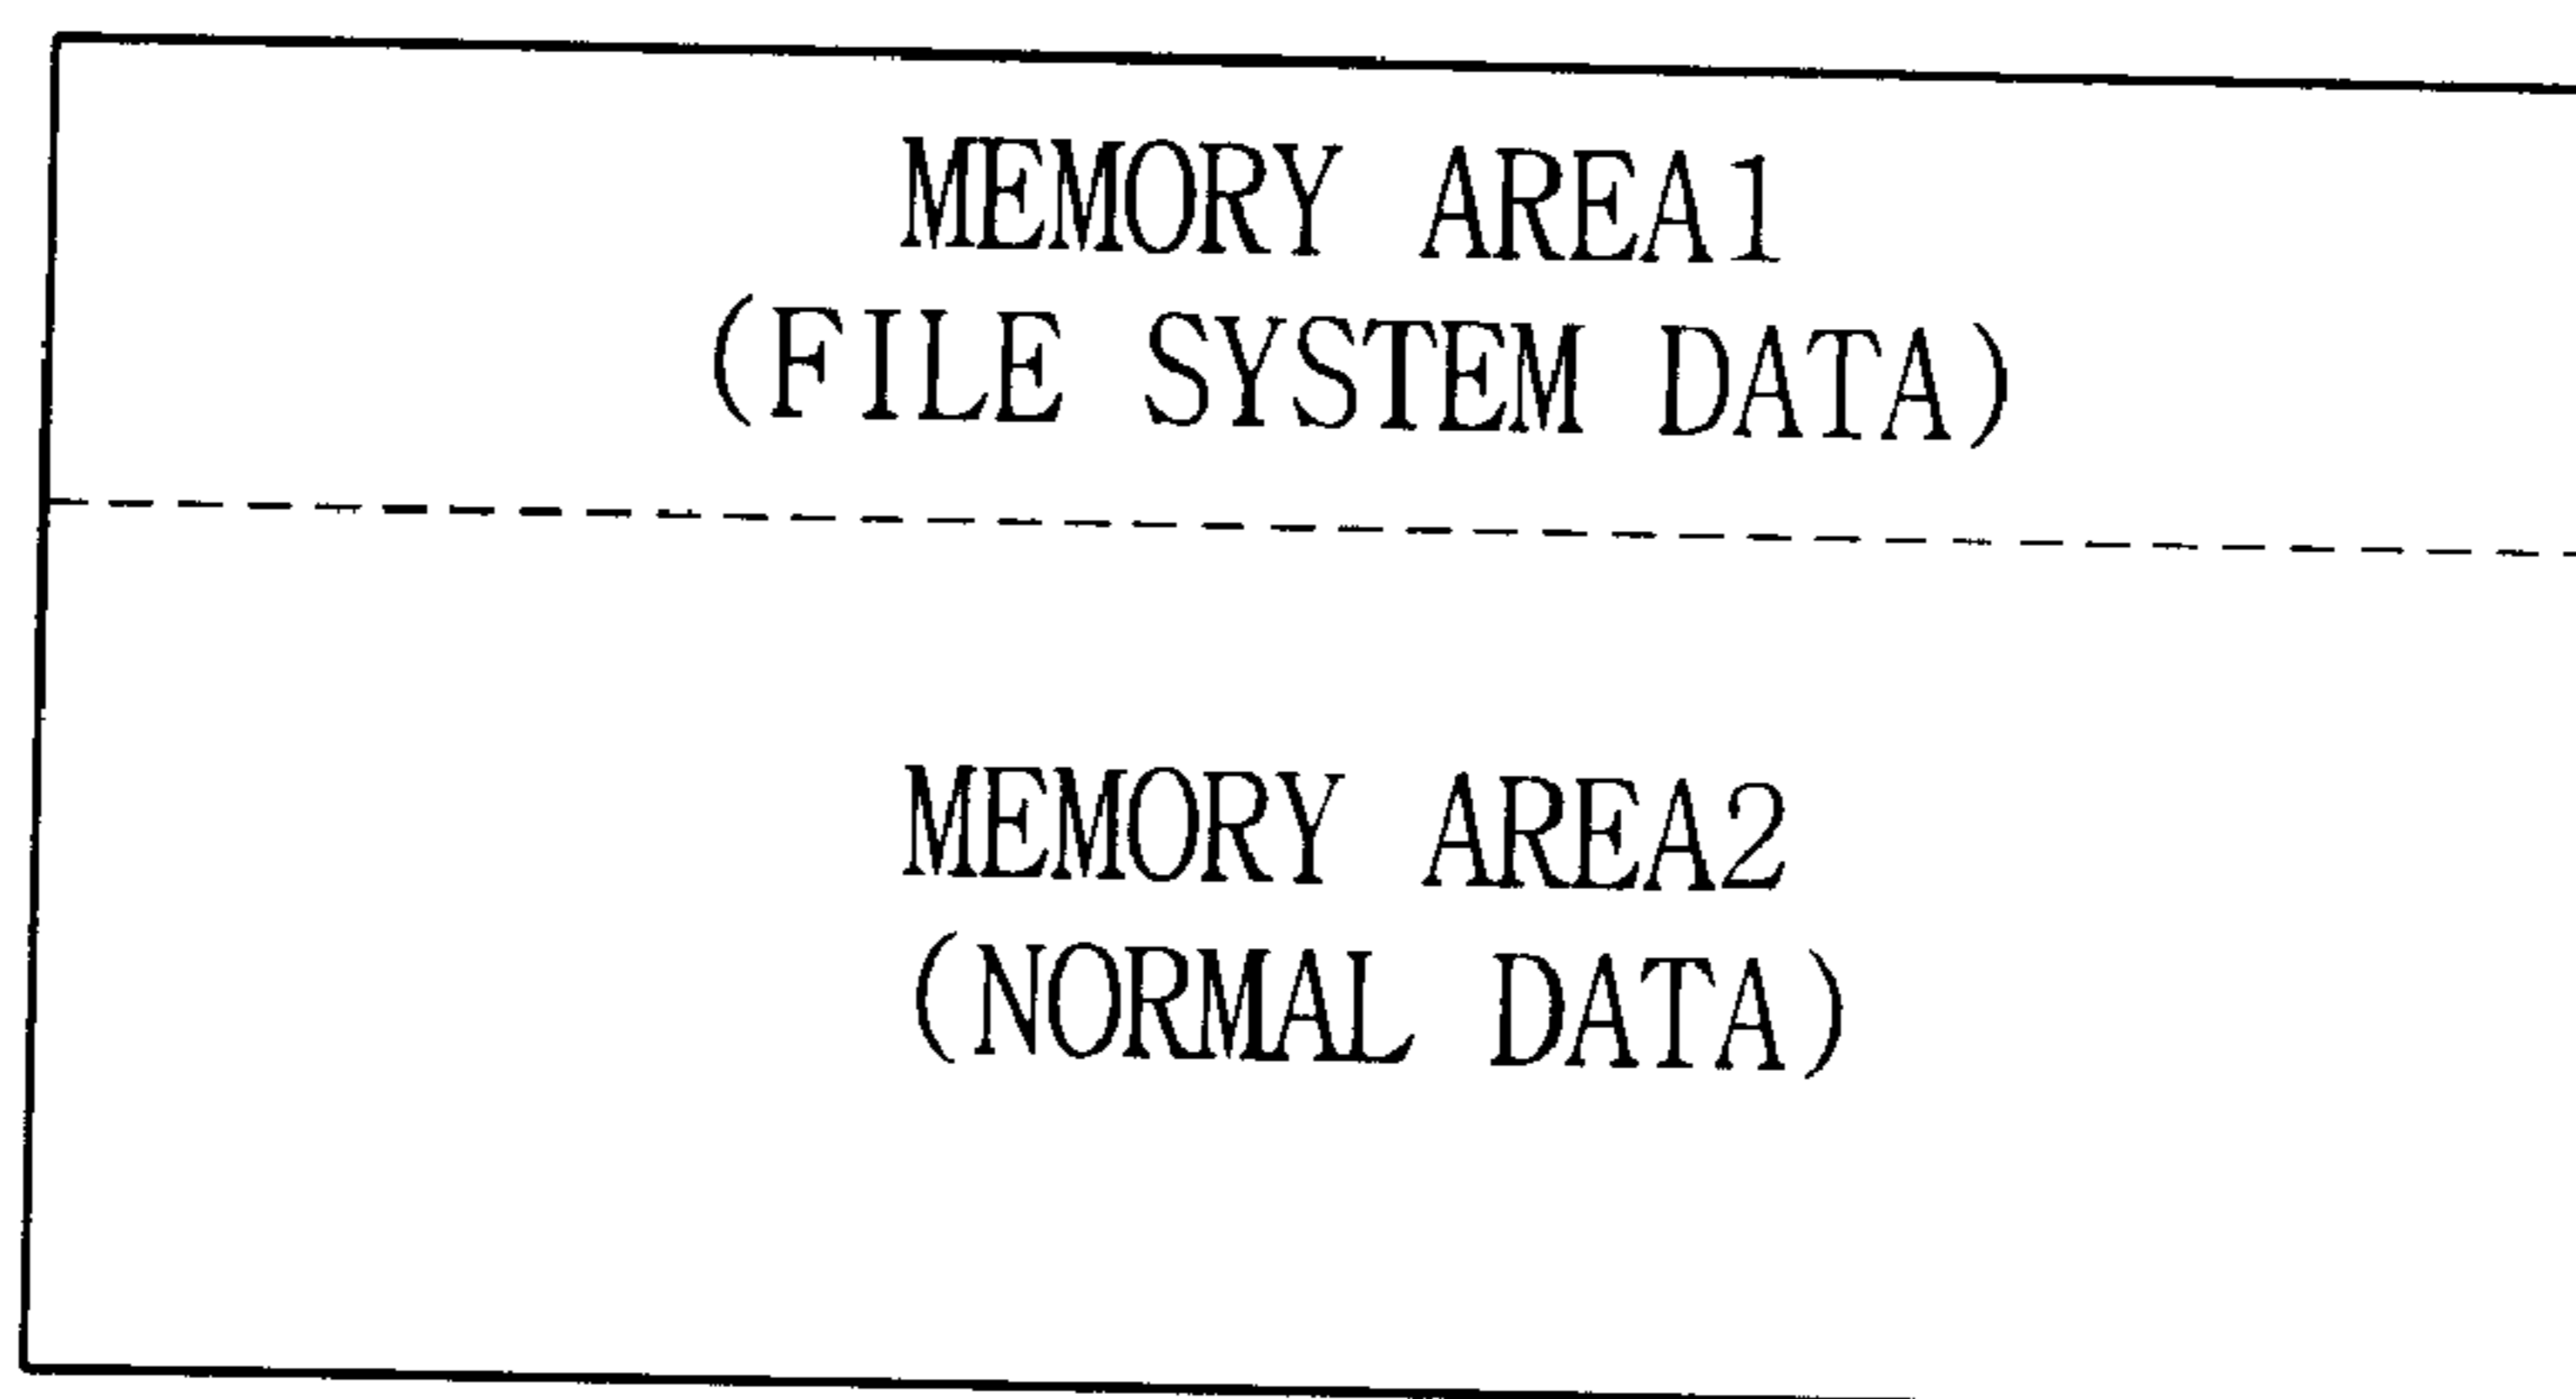 MEMORY AREA1
(FILE SYSTEM DATA)
MEMORY AREA2
(NORMAL DATA)